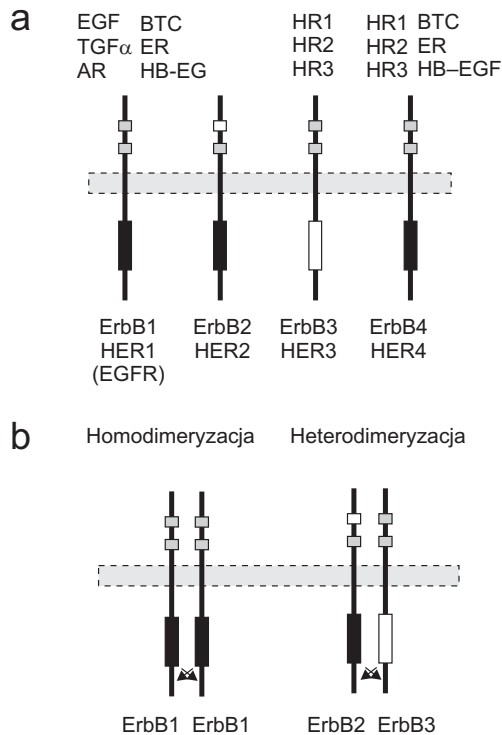 a
EGF BTC
TGFα ER
AR HB-EG
HR1
HR2
HR3
HR1 BTC
HR2 ER
HR3 HB–EGF
ErbB1
HER1
(EGFR)
ErbB2
HER2
ErbB3
HER3
ErbB4
HER4
b
Homodimeryzacja Heterodimeryzacja
ErbB1 ErbB1 ErbB2 ErbB3